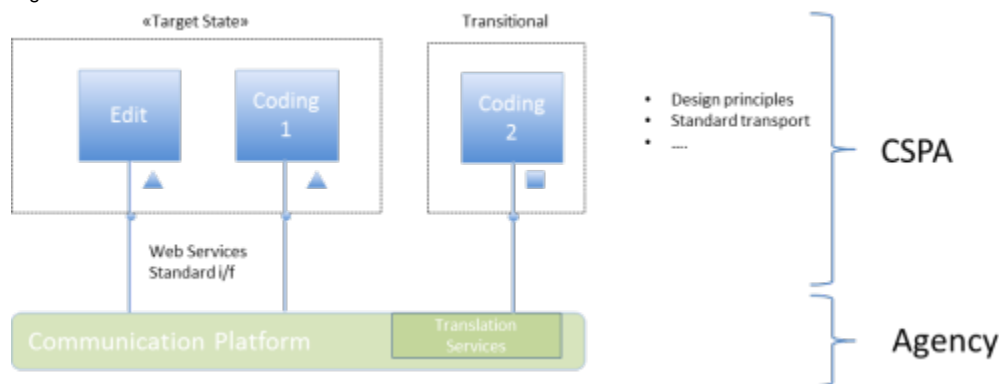 «Target State»
Transitional
Edit
Coding
1
Coding
2
• Design principles
• Standard transport
• ....
CSPA
Web Services
Standard i/f
Communication Platform
Translation
Services
Agency